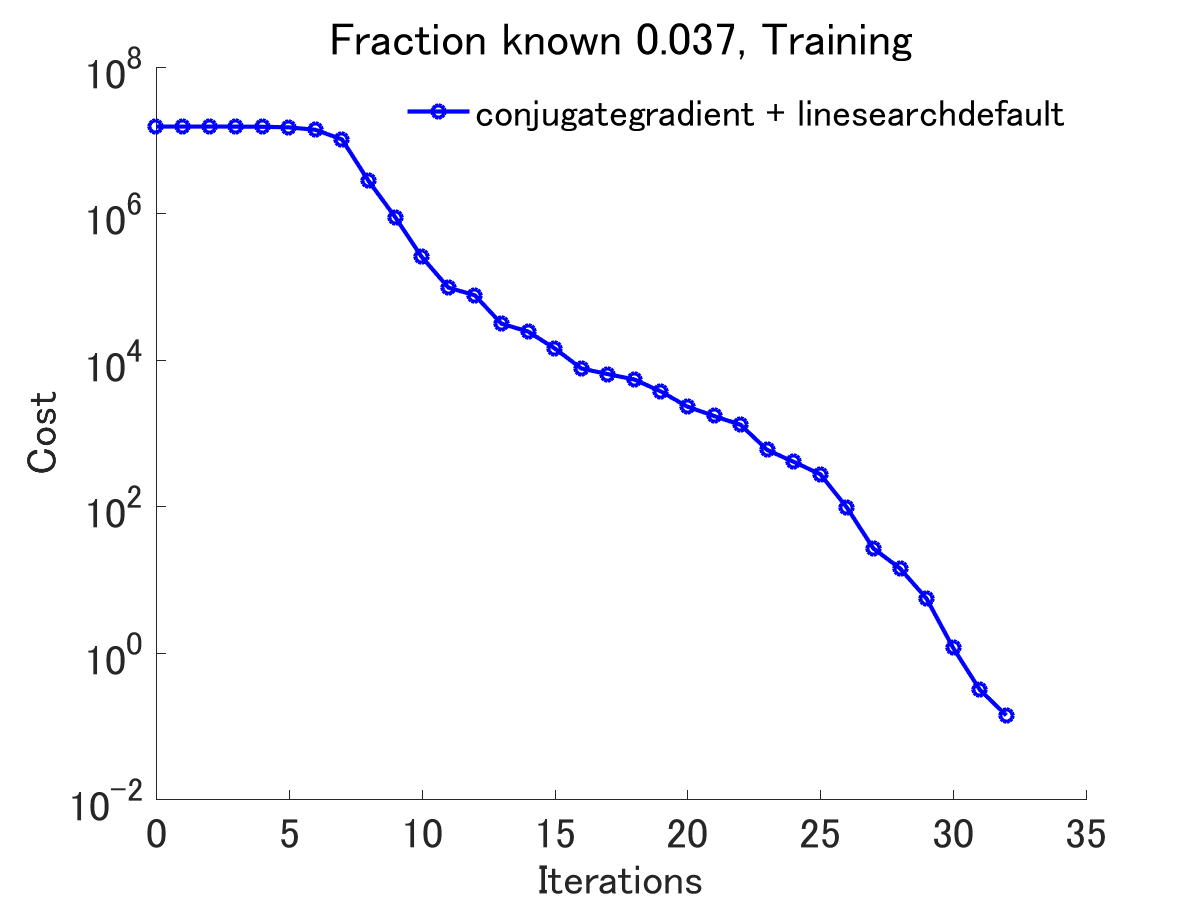 Fraction known 0.037, Training
conjugategradient + linesearchdefault
Cost
10^8
10^6
10^4
10^2
10^0
10^-2
0 5 10 15 20 25 30 35
Iterations